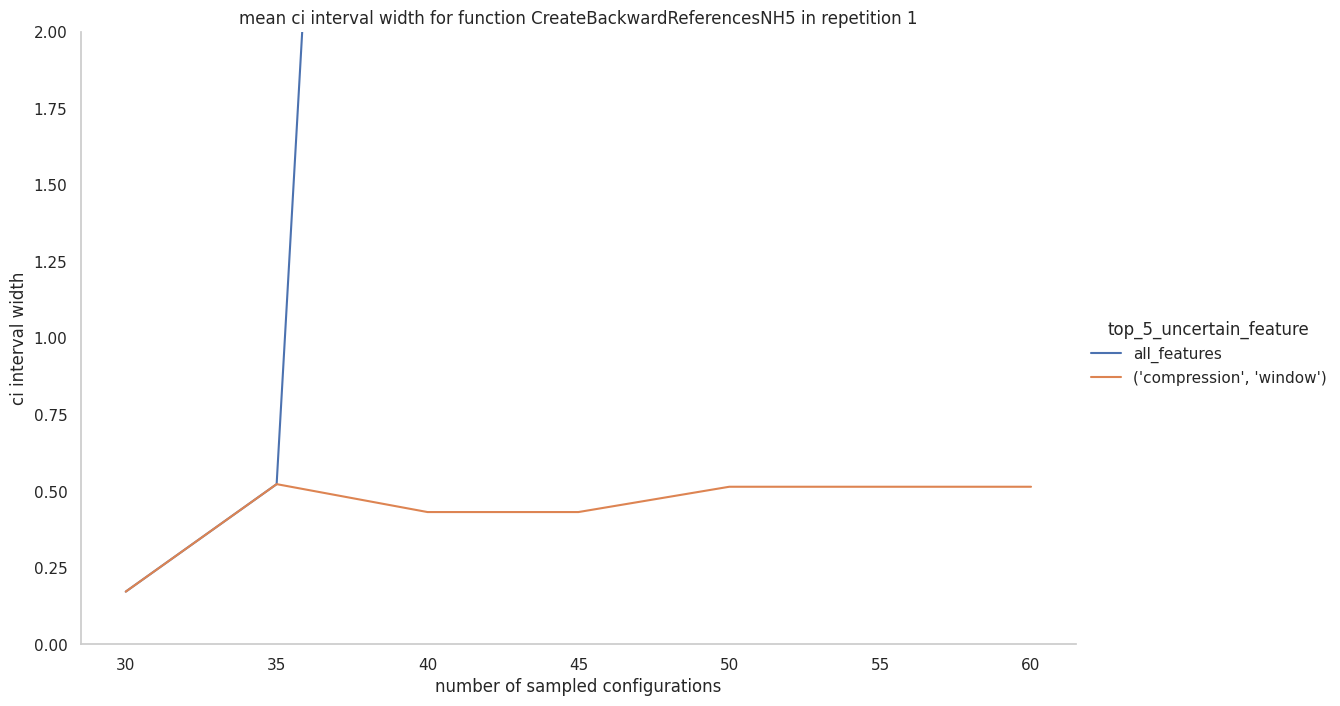 mean ci interval width for function CreateBackwardReferencesNH5 in repetition 1
2.00
1.75
1.50
1.25
1.00
0.75
0.50
0.25
0.00
ci interval width
30 35 40 45 50 55 60
number of sampled configurations
top_5_uncertain_feature
all_features
('compression', 'window')